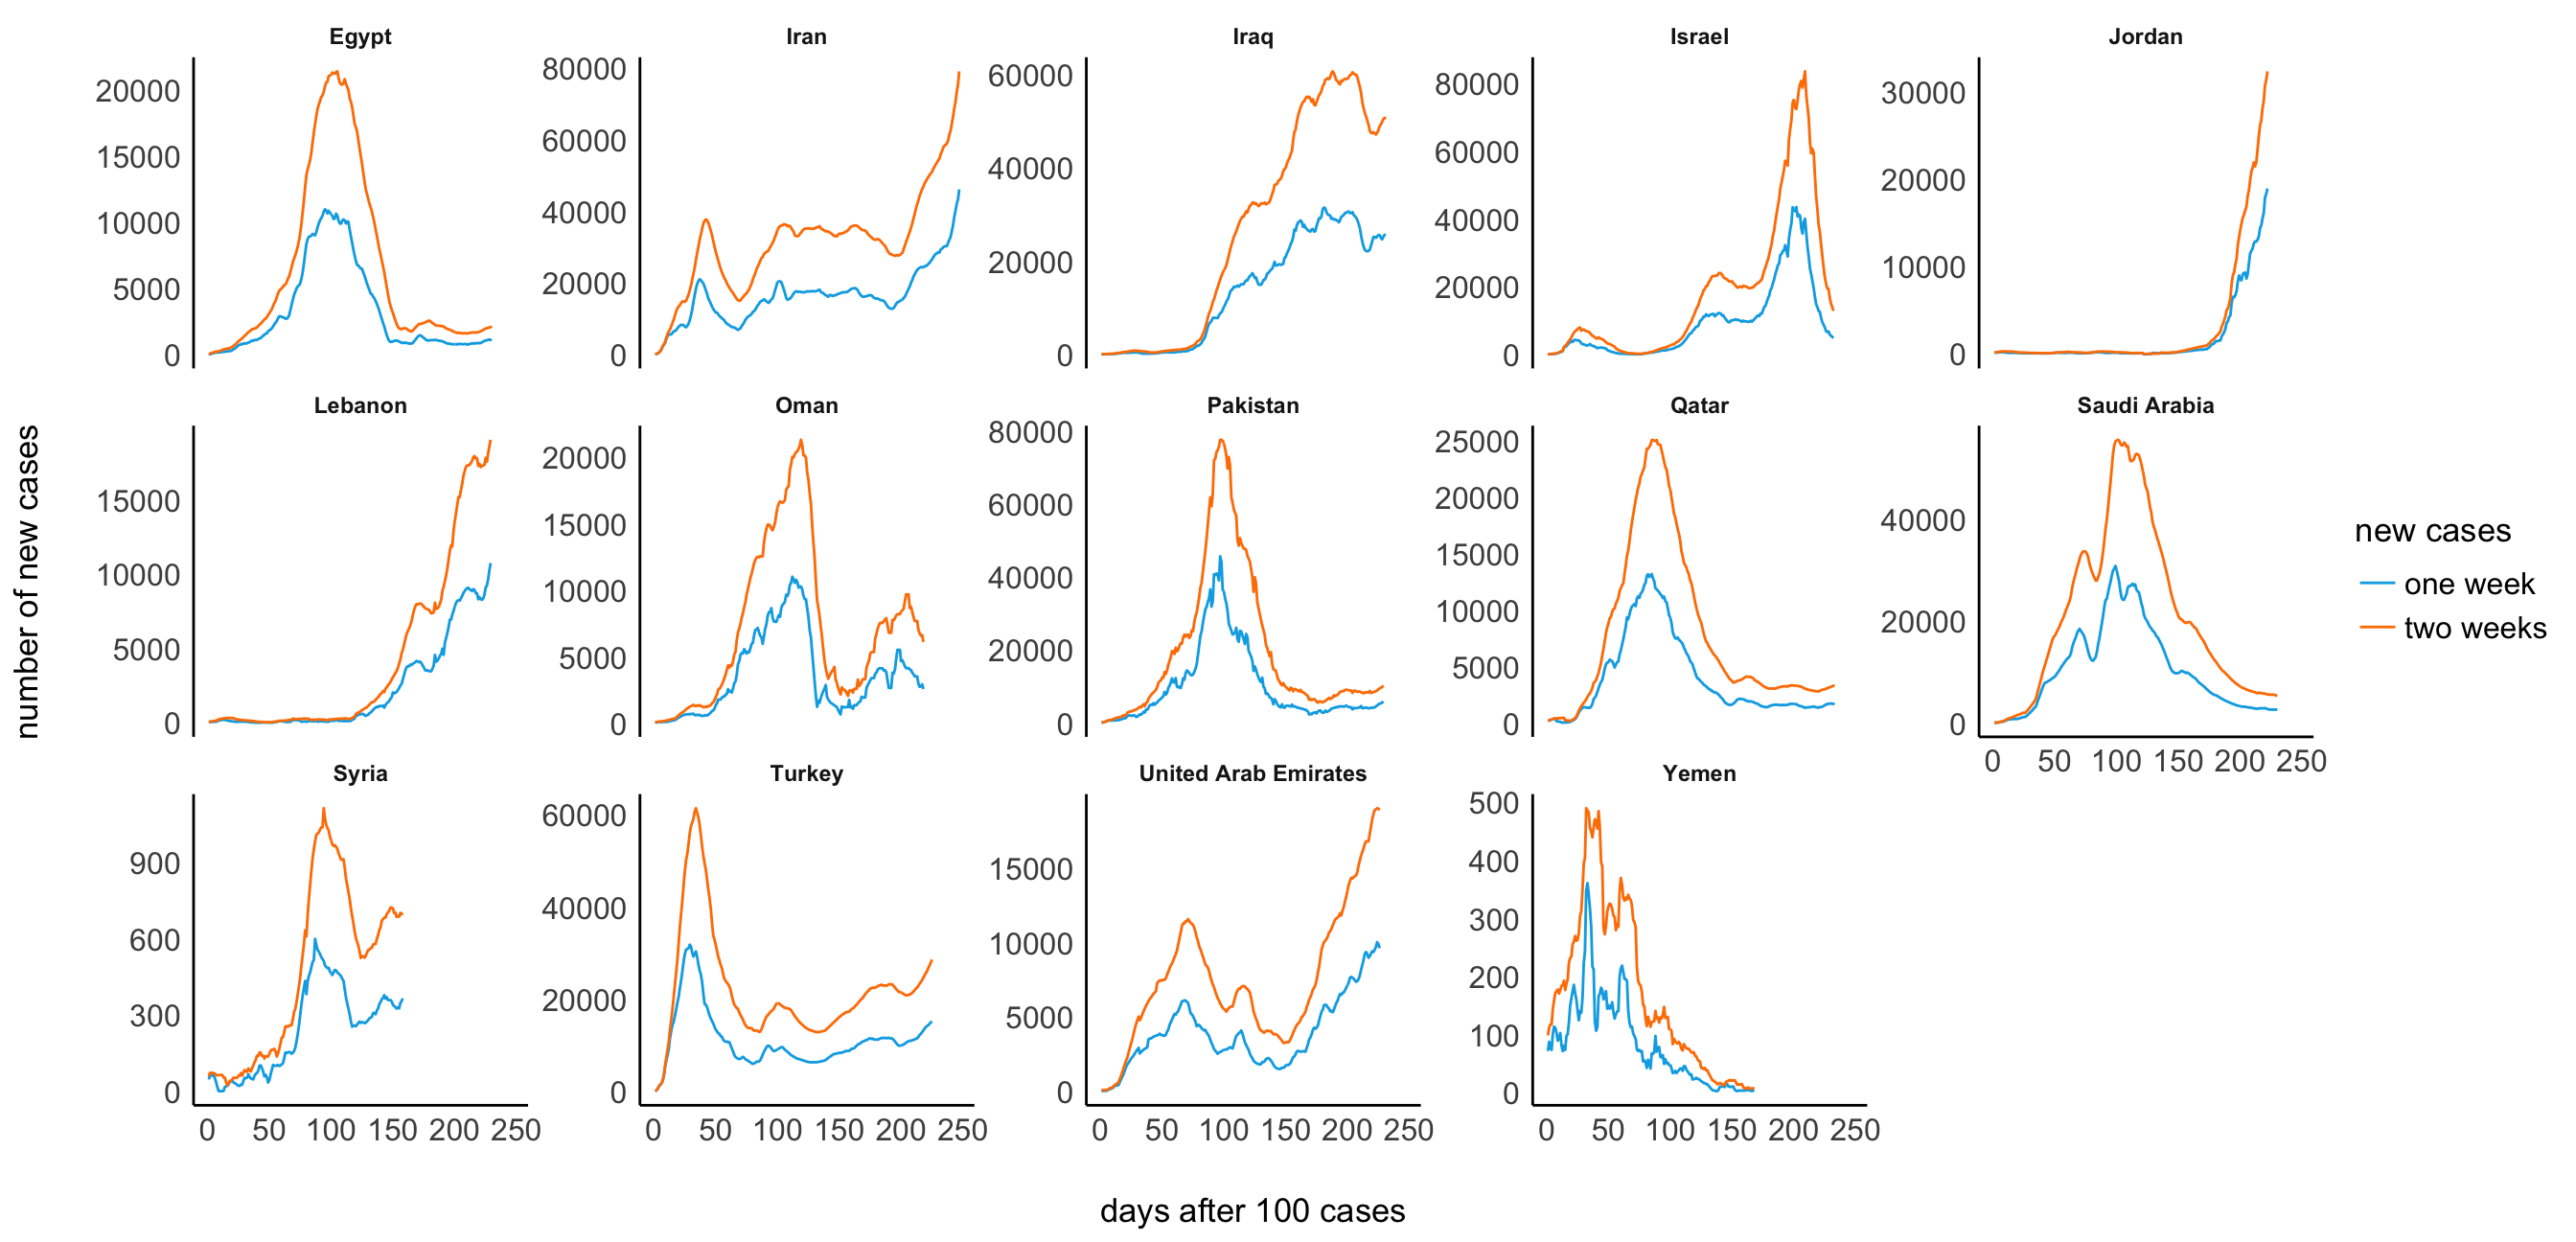 Egypt
Iran
Iraq
Israel
Jordan
20000
15000
10000
5000
0
80000
60000
40000
20000
0
60000
40000
20000
0
80000
60000
40000
20000
0
30000
20000
10000
0
Lebanon
Oman
Pakistan
Qatar
Saudi Arabia
15000
10000
5000
0
20000
15000
10000
5000
0
80000
60000
40000
20000
0
25000
20000
15000
10000
5000
0
40000
20000
0
0 50 100 150 200 250
Syria
Turkey
United Arab Emirates
Yemen
900
600
300
0
60000
40000
20000
0
15000
10000
5000
0
500
400
300
200
100
0
0 50 100 150 200 250
0 50 100 150 200 250
0 50 100 150 200 250
0 50 100 150 200 250
number of new cases
days after 100 cases
new cases
one week
two weeks